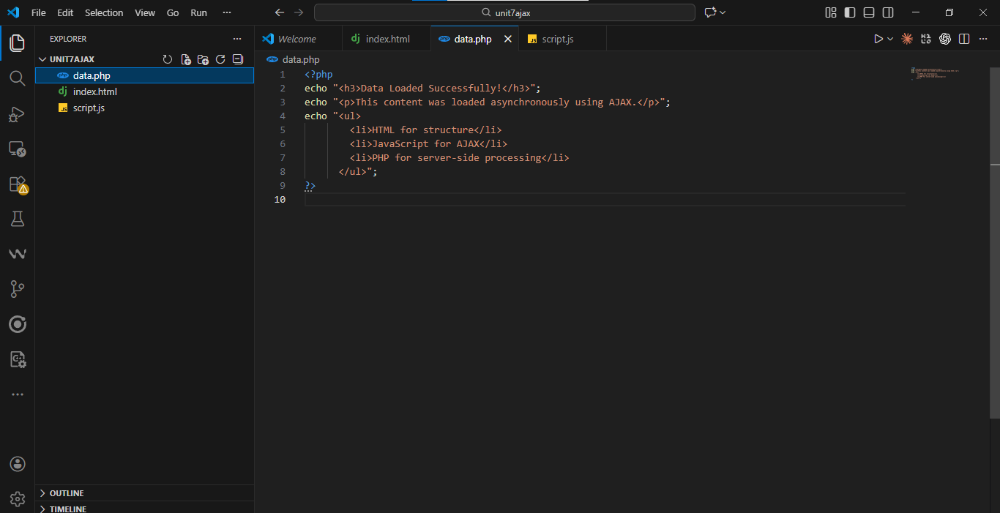 File Edit Selection View Go Run ··· unit7ajax
EXPLORER ···
UNIT7AJAX
data.php
index.html
script.js
OUTLINE
TIMELINE
Welcome index.html data.php script.js
data.php
1 <?php
2 echo "<h3>Data Loaded Successfully!</h3>";
3 echo "<p>This content was loaded asynchronously using AJAX.</p>";
4 echo "<ul>
5 <li>HTML for structure</li>
6 <li>JavaScript for AJAX</li>
7 <li>PHP for server-side processing</li>
8 </ul>";
9 ?>
10